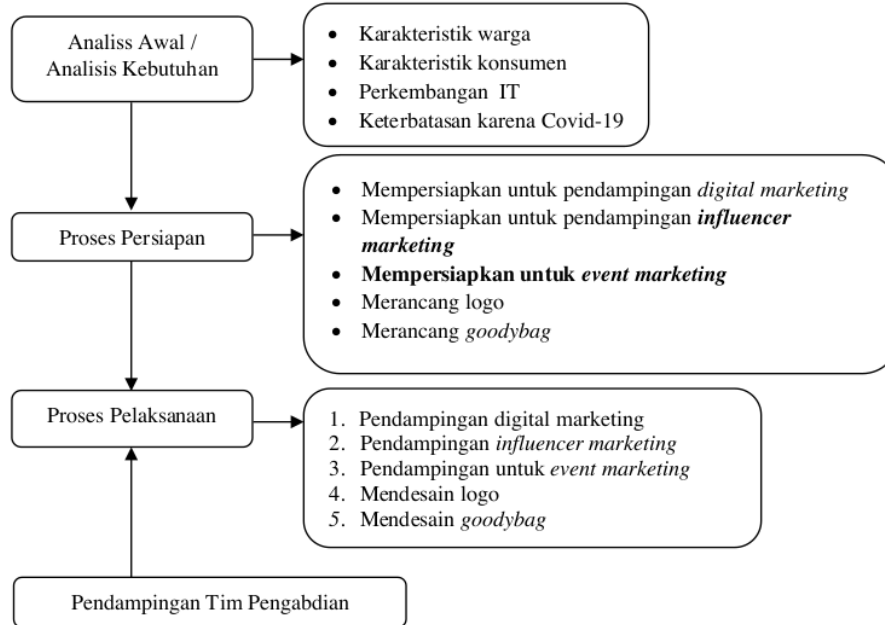 Analiss Awal /
Analisis Kebutuhan
• Karakteristik warga
• Karakteristik konsumen
• Perkembangan IT
• Keterbatasan karena Covid-19
Proses Persiapan
• Mempersiapkan untuk pendampingan digital marketing
• Mempersiapkan untuk pendampingan influencer
marketing
• Mempersiapkan untuk event marketing
• Merancang logo
• Merancang goodybag
Proses Pelaksanaan
1. Pendampingan digital marketing
2. Pendampingan influencer marketing
3. Pendampingan untuk event marketing
4. Mendesain logo
5. Mendesain goodybag
Pendampingan Tim Pengabdian